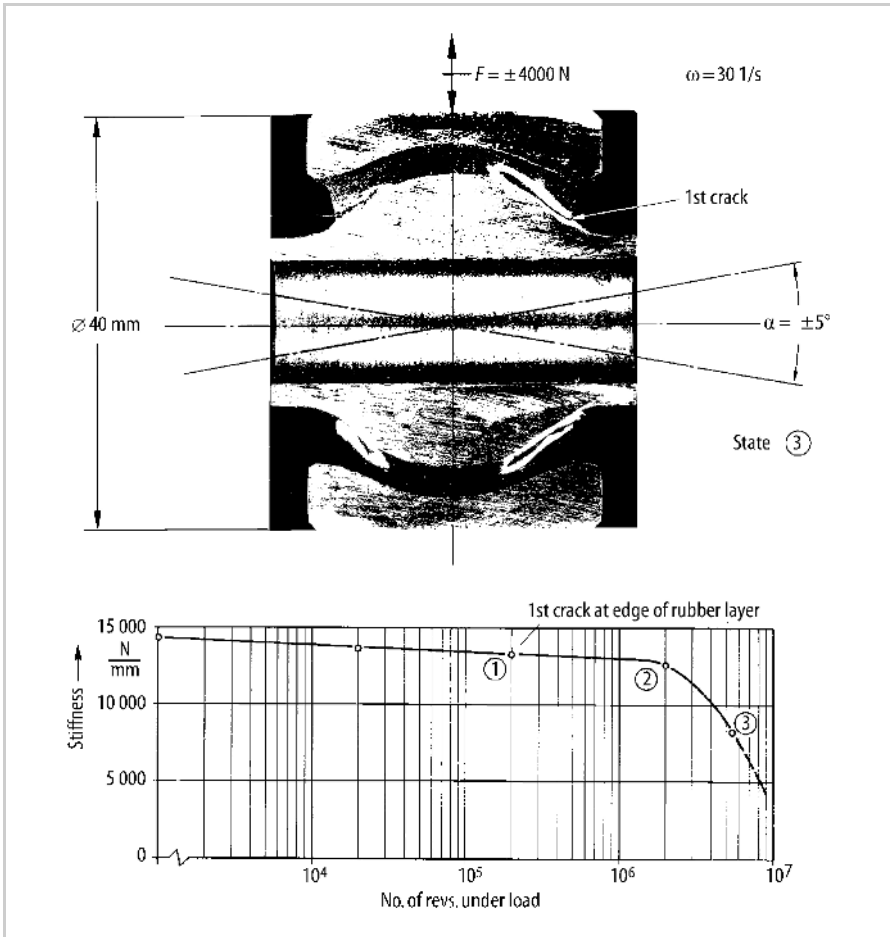 F = ±4000 N
ω = 30 1/s
1st crack
Ø 40 mm
α = ±5°
State ③
1st crack at edge of rubber layer
Stiffness
N/mm
15 000
10 000
5 000
0
①
②
③
10⁴
10⁵
10⁶
10⁷
No. of revs. under load